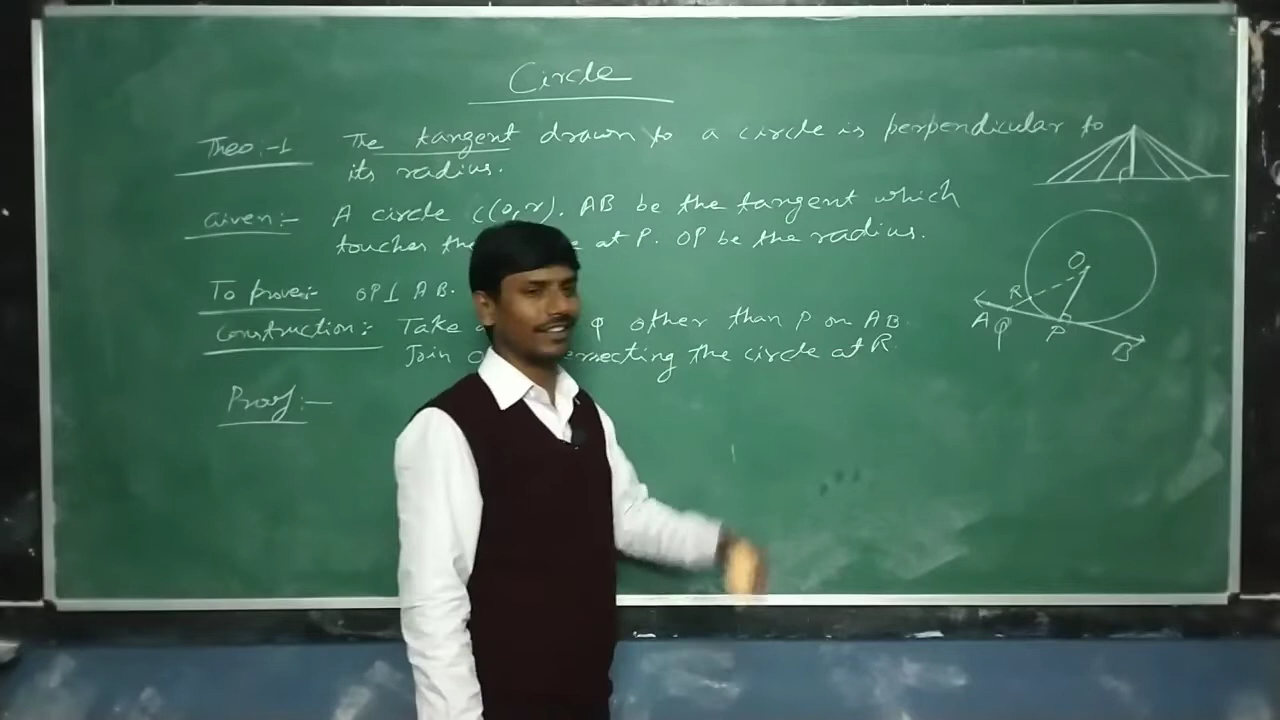 Circle
Theo:-1 The tangent drawn to a circle is perpendicular to
its radius.
Given:- A circle C(O,r). AB be the tangent which
touches the at P. OP be the radius.
To prove:- OP⊥AB.
Construction:- Take Q other than P on AB.
Join the circle at R.
Proof:-
O
R
A Q P
B